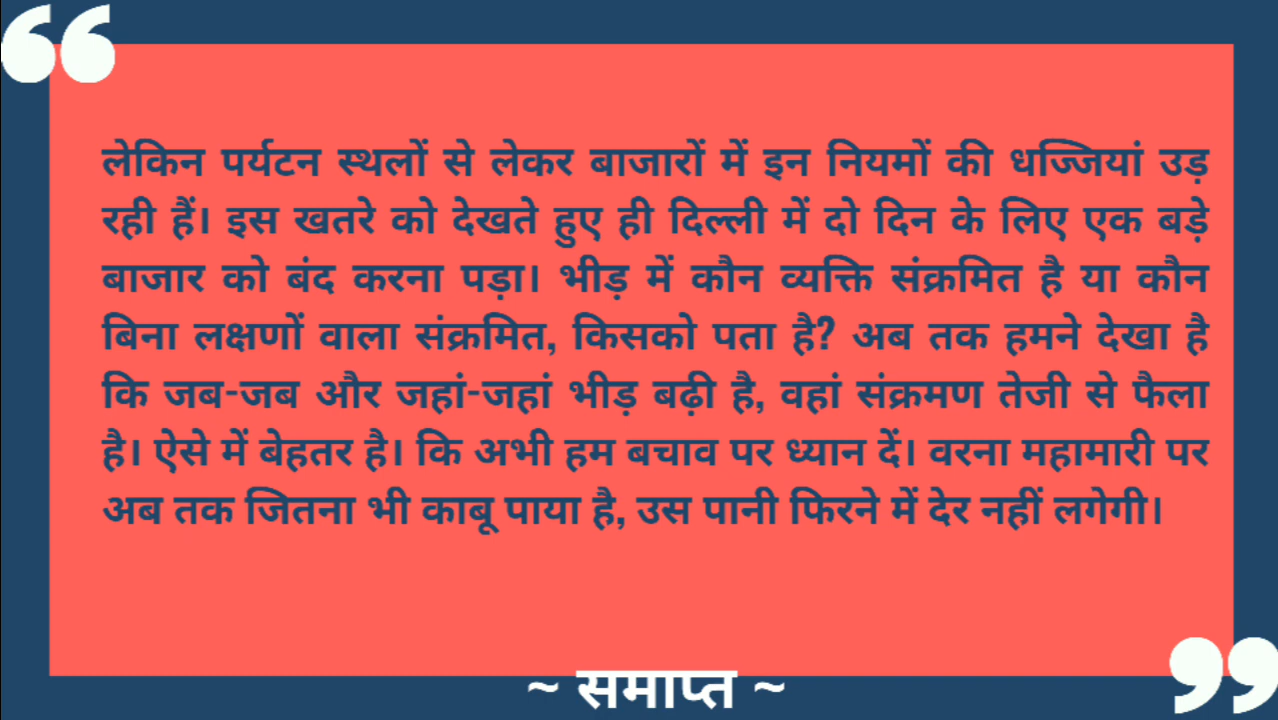 लेकिन पर्यटन स्थलों से लेकर बाजारों में इन नियमों की धज्जियां उड़
रही हैं। इस खतरे को देखते हुए ही दिल्ली में दो दिन के लिए एक बड़े
बाजार को बंद करना पड़ा। भीड़ में कौन व्यक्ति संक्रमित है या कौन
बिना लक्षणों वाला संक्रमित, किसको पता है? अब तक हमने देखा है
कि जब-जब और जहां-जहां भीड़ बढ़ी है, वहां संक्रमण तेजी से फैला
है। ऐसे में बेहतर है। कि अभी हम बचाव पर ध्यान दें। वरना महामारी पर
अब तक जितना भी काबू पाया है, उस पानी फिरने में देर नहीं लगेगी।
~ समाप्त ~